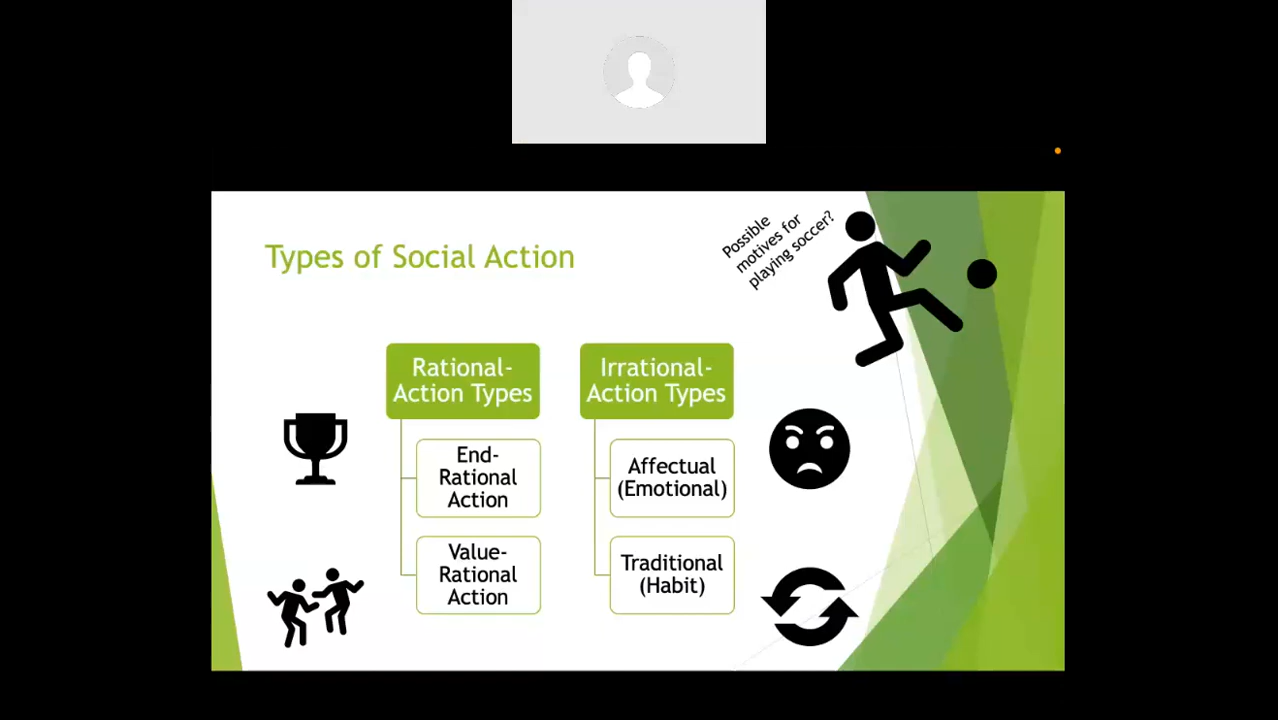 Types of Social Action
Possible
motives for
playing soccer?
Rational-
Action Types
End-
Rational
Action
Value-
Rational
Action
Irrational-
Action Types
Affectual
(Emotional)
Traditional
(Habit)